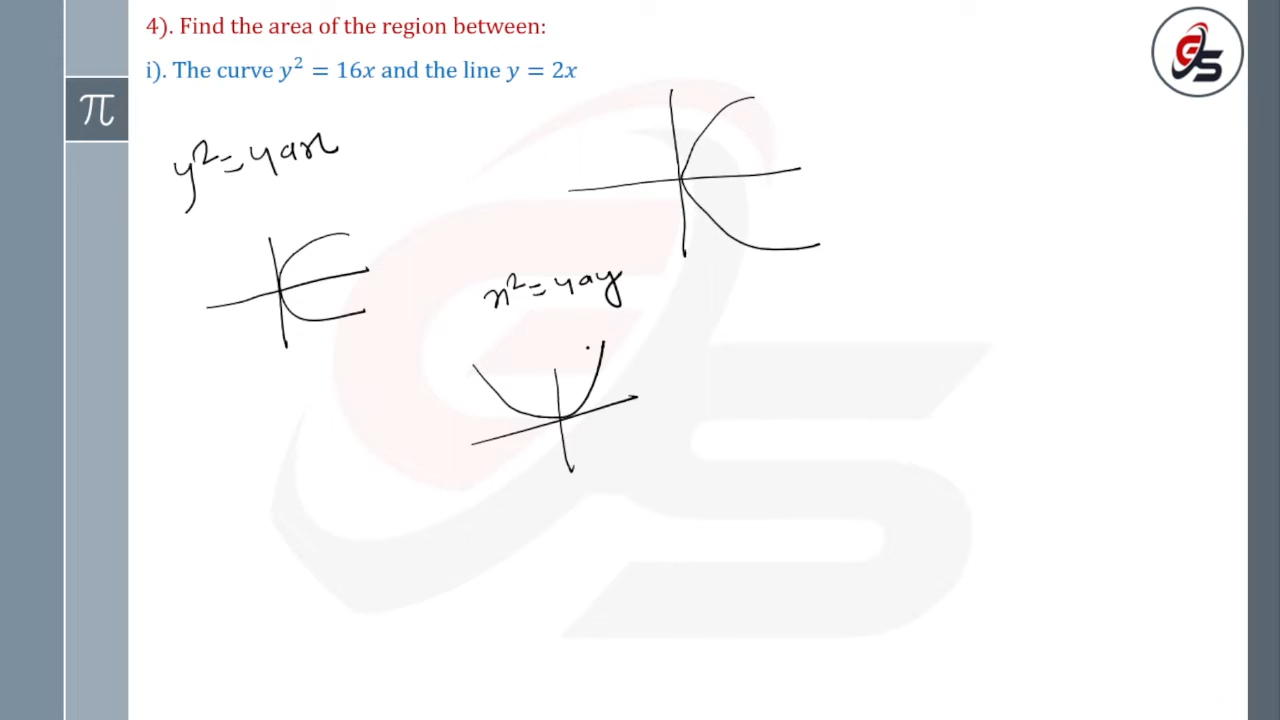 4). Find the area of the region between:
i). The curve y² = 16x and the line y = 2x
π
y² = 4ax
x² = 4ay
GS